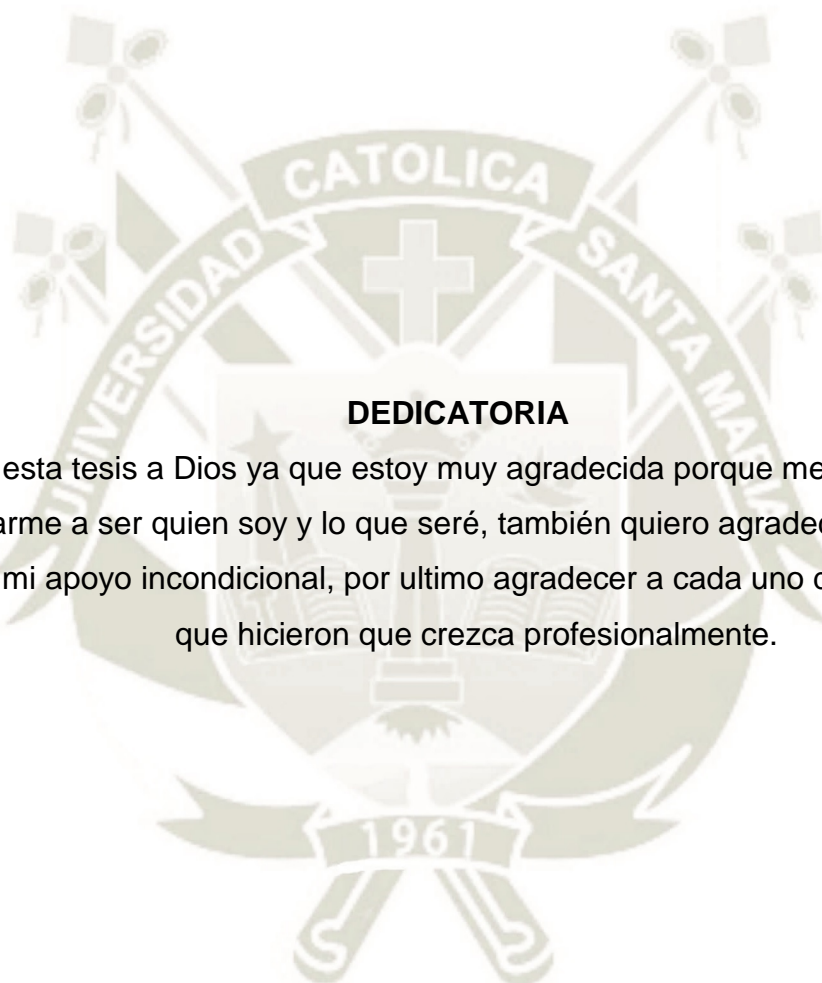 DEDICATORIA
esta tesis a Dios ya que estoy muy agradecida porque me
arme a ser quien soy y lo que seré, también quiero agradec
mi apoyo incondicional, por ultimo agradecer a cada uno
que hicieron que crezca profesionalmente.
UNIVERSIDAD CATOLICA SANTA MARIA
1961